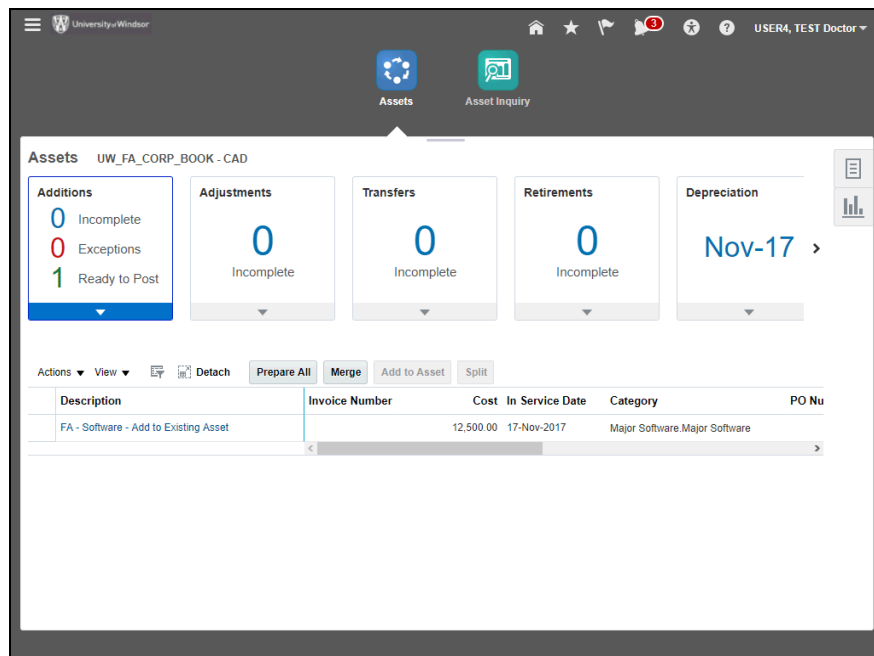 University of Windsor
3
USER4, TEST Doctor
Assets
Asset Inquiry
Assets UW_FA_CORP_BOOK - CAD
Additions
0 Incomplete
0 Exceptions
1 Ready to Post
Adjustments
0
Incomplete
Transfers
0
Incomplete
Retirements
0
Incomplete
Depreciation
Nov-17
Actions View Detach Prepare All Merge Add to Asset Split
Description Invoice Number Cost In Service Date Category PO Nu
FA - Software - Add to Existing Asset 12,500.00 17-Nov-2017 Major Software.Major Software